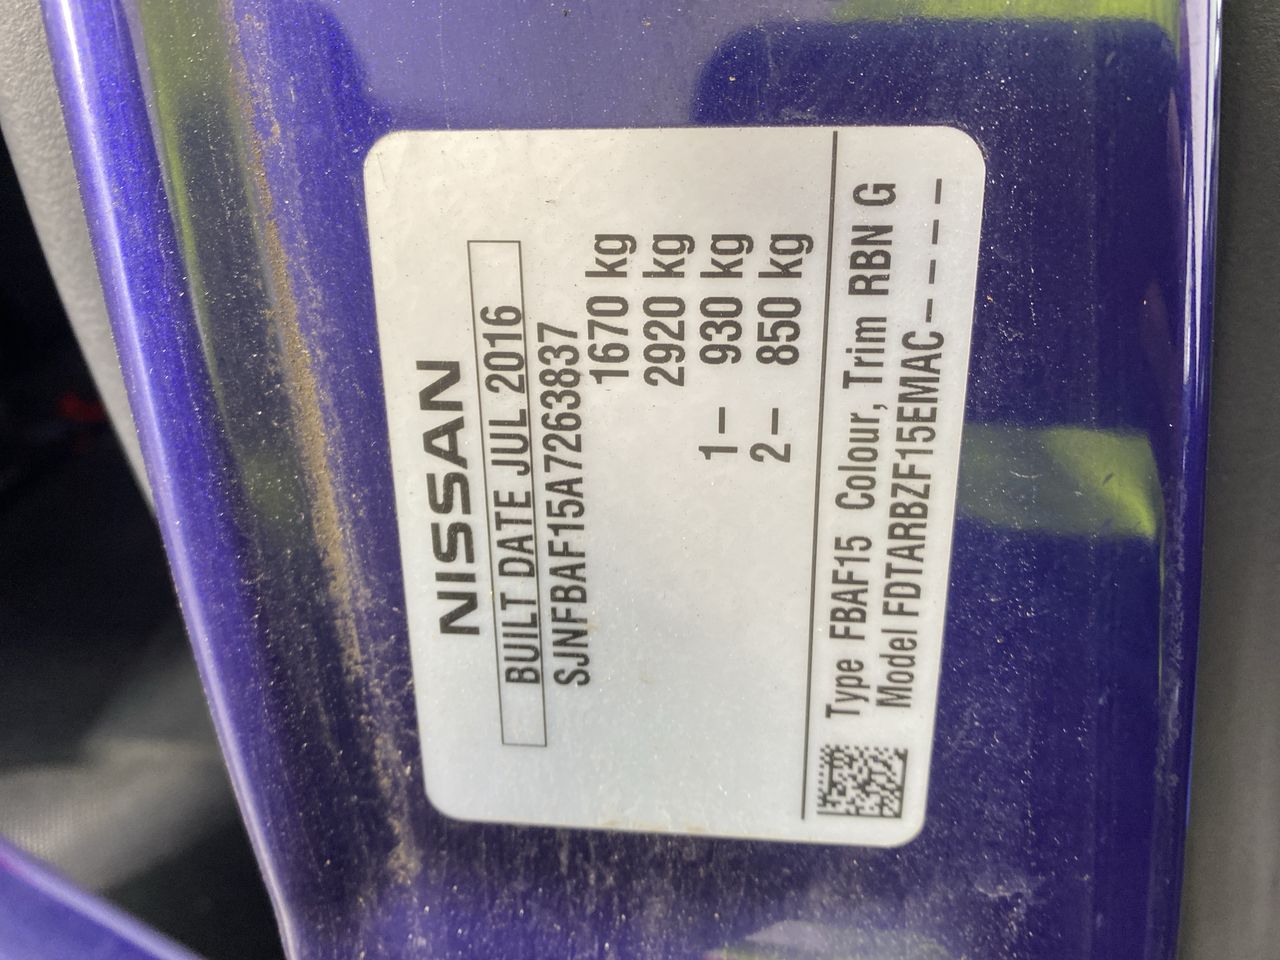 NISSAN
BUILT DATE JUL 2016
SJNFBAF15A7263837
1670 kg
2920 kg
1– 930 kg
2– 850 kg
Type FBAF15 Colour, Trim RBN G
Model FDTARBZF15EMAC-----